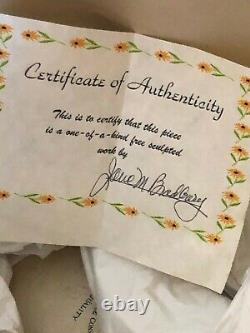 Certificate of Authenticity
This is to certify that this piece
is a one-of-a-kind free sculpted
work by
Jane M Bradbury
QUALITY